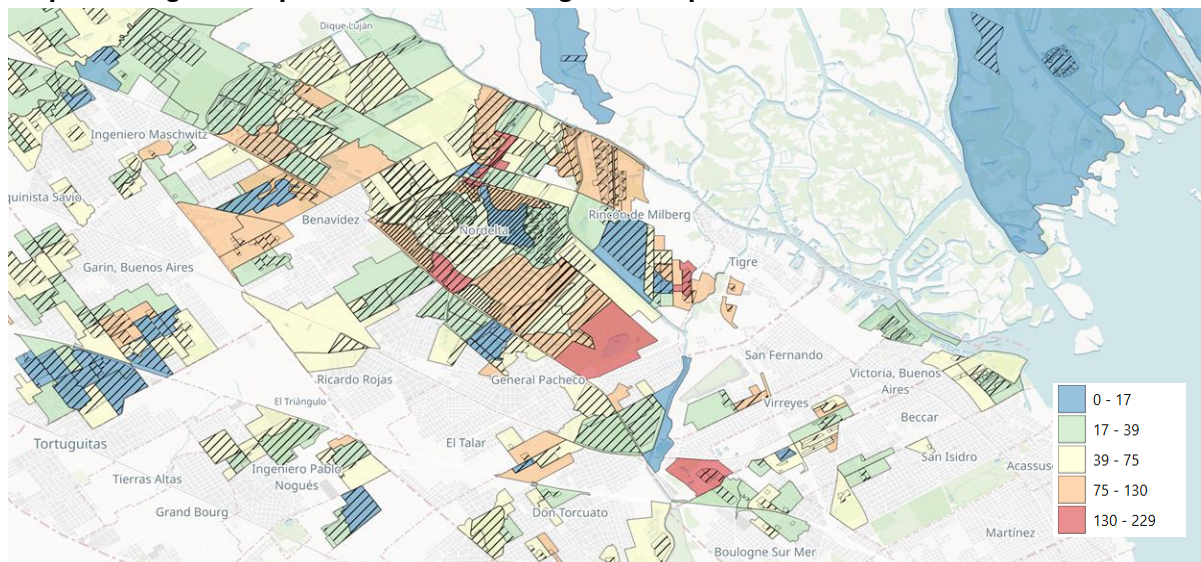 Dique-Luján
Ingeniero Maschwitz
quinista Savio
Benavídez
Nordelta
Rincón de Milberg
Tigre
Garin, Buenos Aires
San Fernando
Victoria, Buenos
Aires
Ricardo Rojas
General Pacheco
El Triángulo
Virreyes
Beccar
Tortuguitas
El Talar
San Isidro
Acassuso
Tierras Altas
Ingeniero Pablo
Nogués
Grand Bourg
Don Torcuato
Boulogne Sur Mer
Martínez
0 - 17
17 - 39
39 - 75
75 - 130
130 - 229